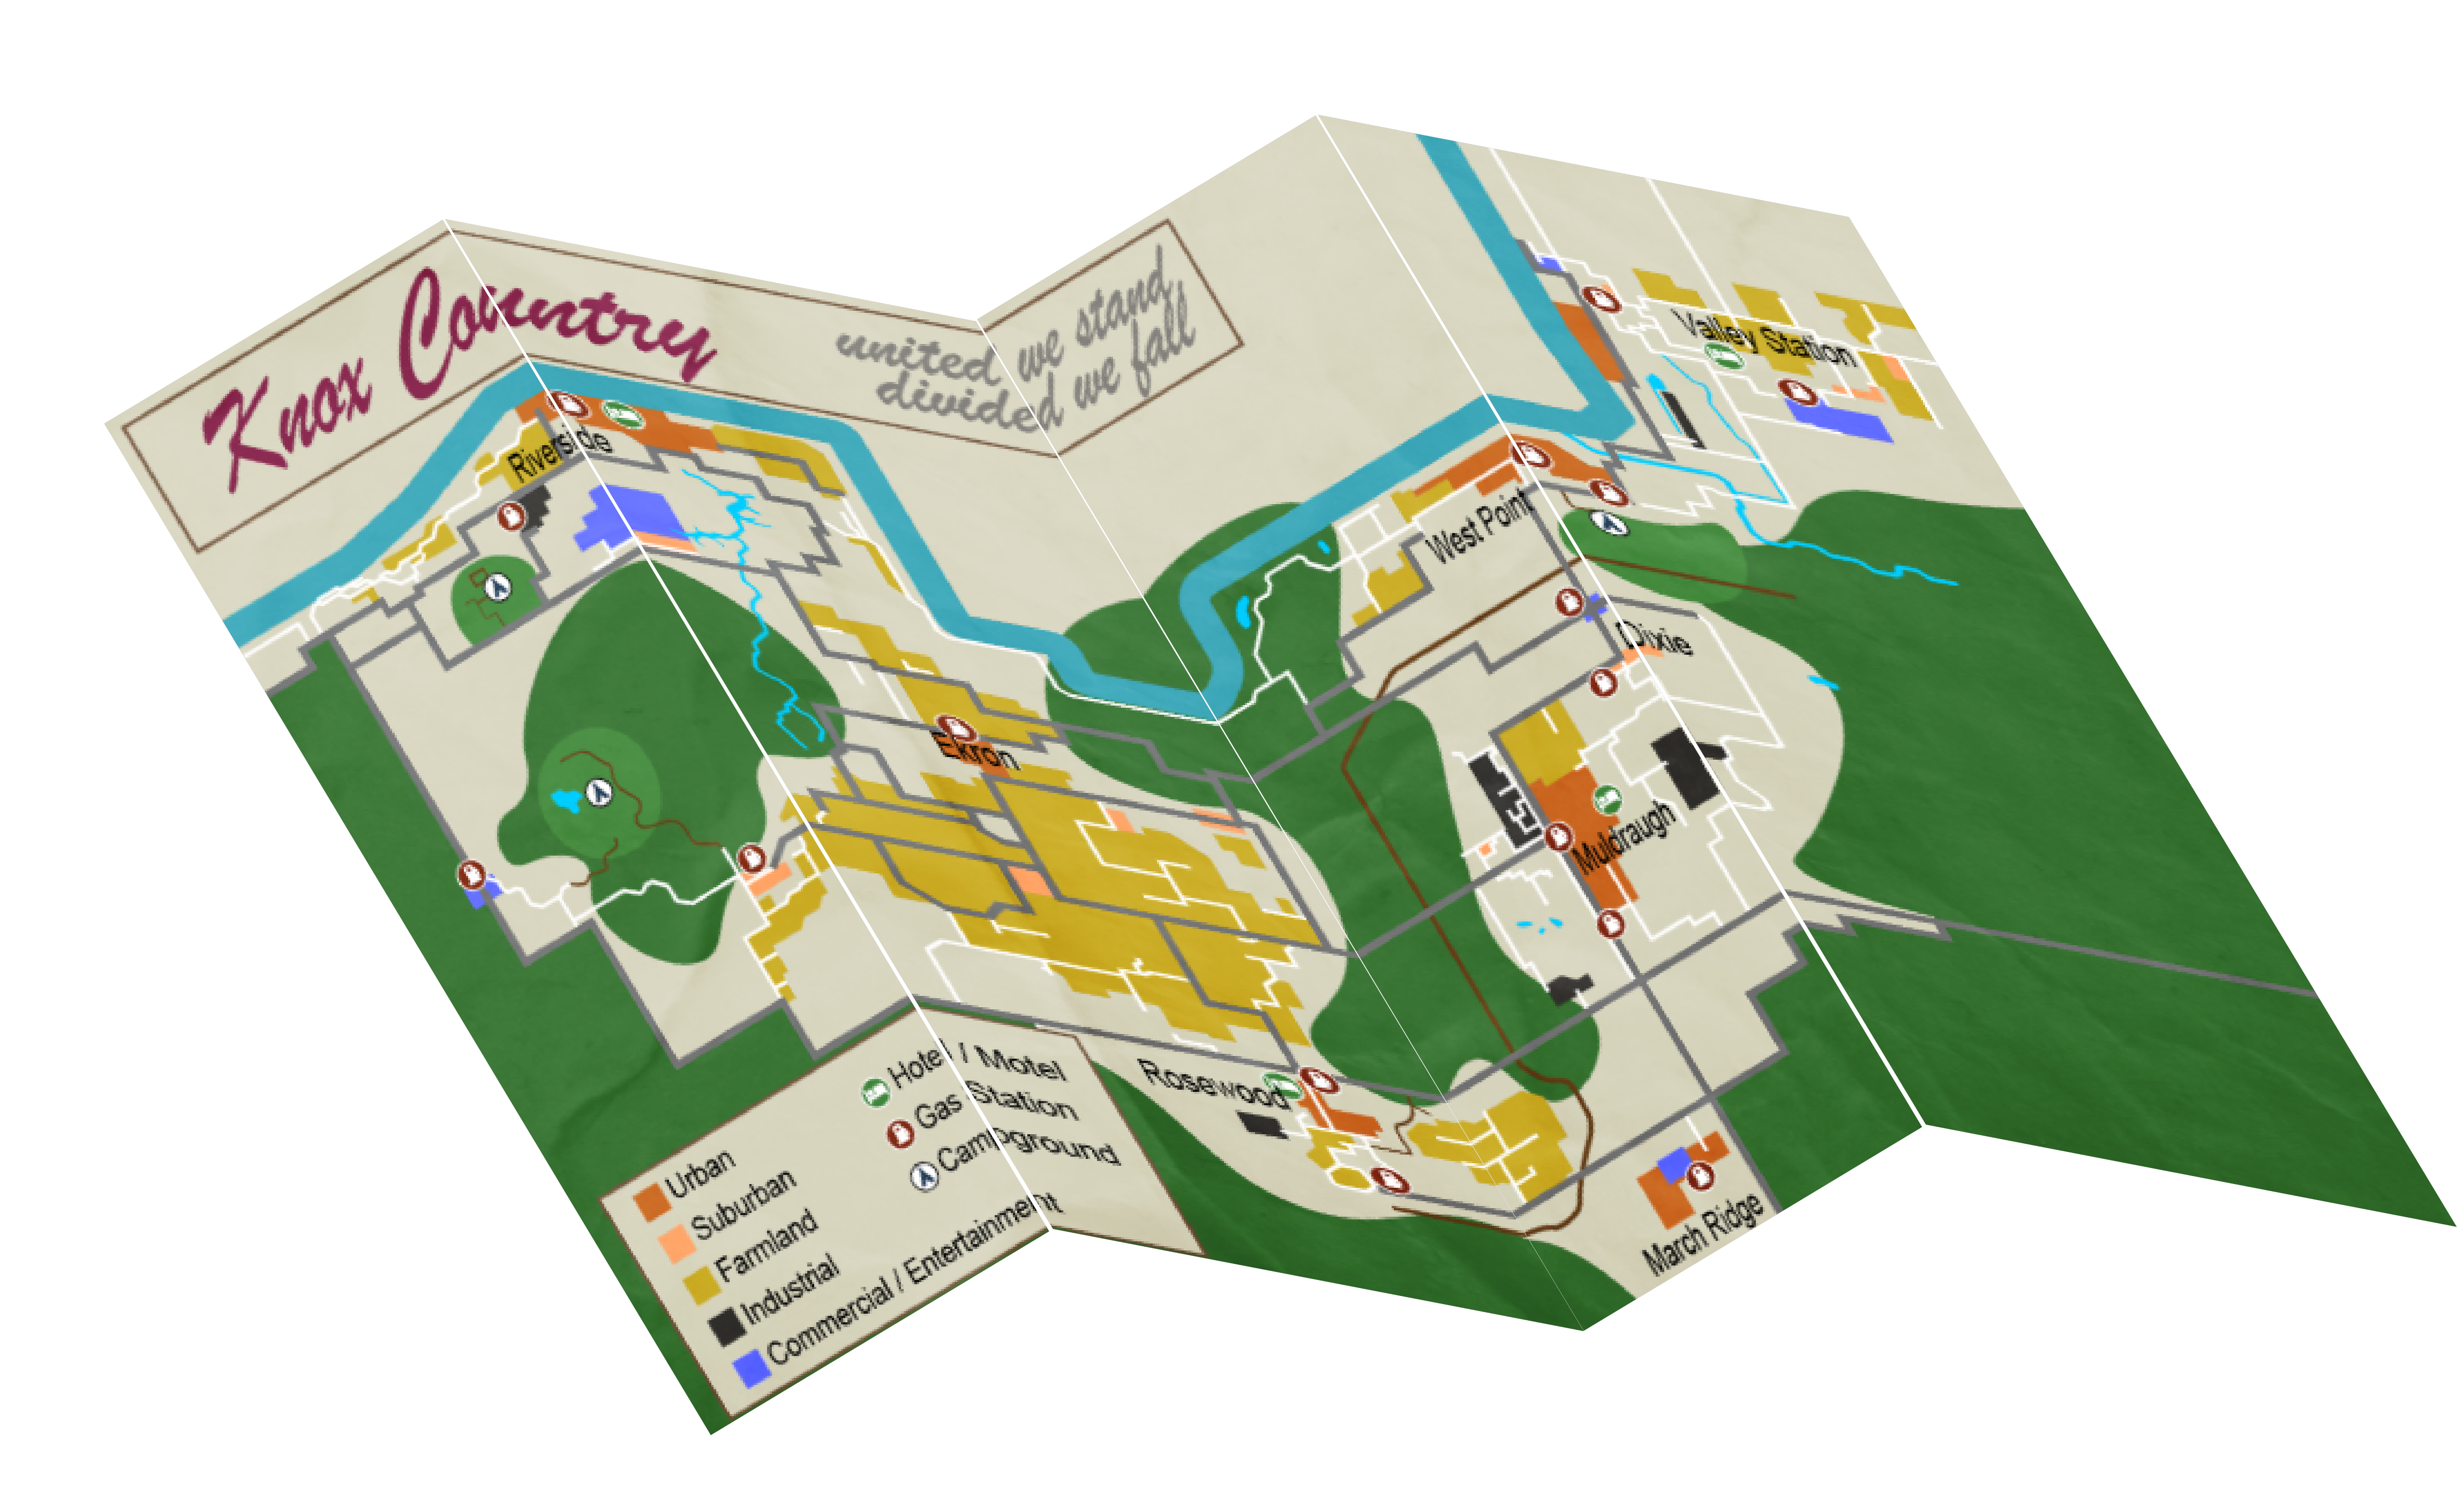 Knox Country
united we stand
divided we fall
Valley Station
Riverside
West Point
Dixie
Ekron
Muldraugh
Rosewood
March Ridge
Hotel / Motel
Gas Station
Campground
Urban
Suburban
Farmland
Industrial
Commercial / Entertainment